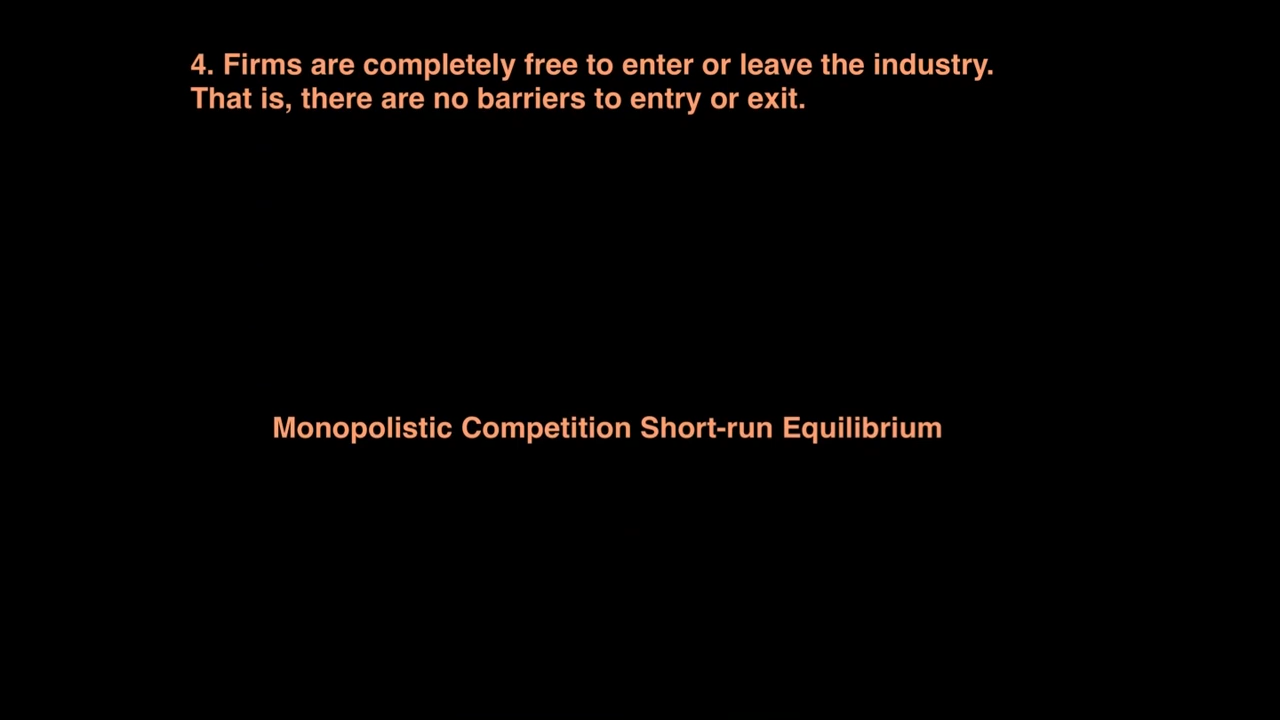 4. Firms are completely free to enter or leave the industry.
That is, there are no barriers to entry or exit.
Monopolistic Competition Short-run Equilibrium